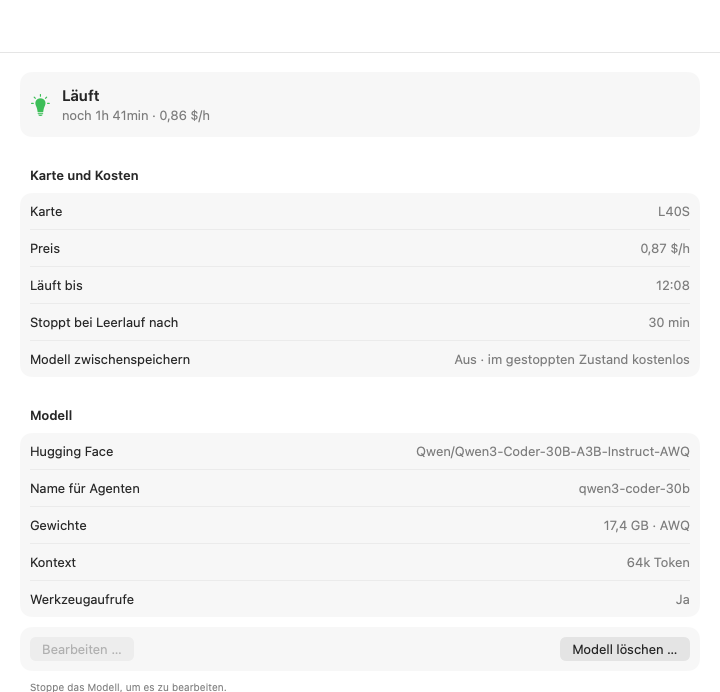 Läuft
noch 1h 41min · 0,86 $/h
Karte und Kosten
Karte L40S
Preis 0,87 $/h
Läuft bis 12:08
Stoppt bei Leerlauf nach 30 min
Modell zwischenspeichern Aus · im gestoppten Zustand kostenlos
Modell
Hugging Face Qwen/Qwen3-Coder-30B-A3B-Instruct-AWQ
Name für Agenten qwen3-coder-30b
Gewichte 17,4 GB · AWQ
Kontext 64k Token
Werkzeugaufrufe Ja
Bearbeiten ... Modell löschen ...
Stoppe das Modell, um es zu bearbeiten.